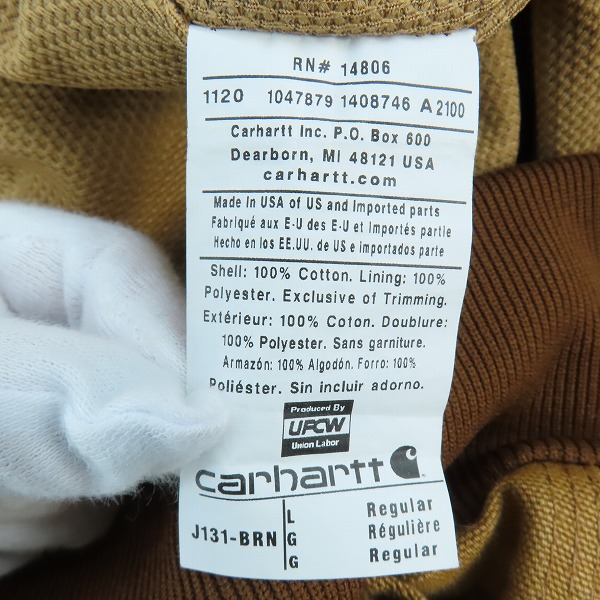 RN# 14806
1120 1047879 1408746 A2100
Carhartt Inc. P.O. Box 600
Dearborn, MI 48121 USA
carhartt.com
Made in USA of US and Imported parts
Fabriqué aux E-U des E-U et Importés partie
Hecho en los EE.UU. de US e importados parte
Shell: 100% Cotton. Lining: 100%
Polyester. Exclusive of Trimming.
Extérieur: 100% Coton. Doublure:
100% Polyester. Sans garniture.
Armazón: 100% Algodón. Forro: 100%
Poliéster. Sin incluir adorno.
Produced By
UFCW
Union Labor
carhartt
J131-BRN
L Regular
G Régulière
G Regular